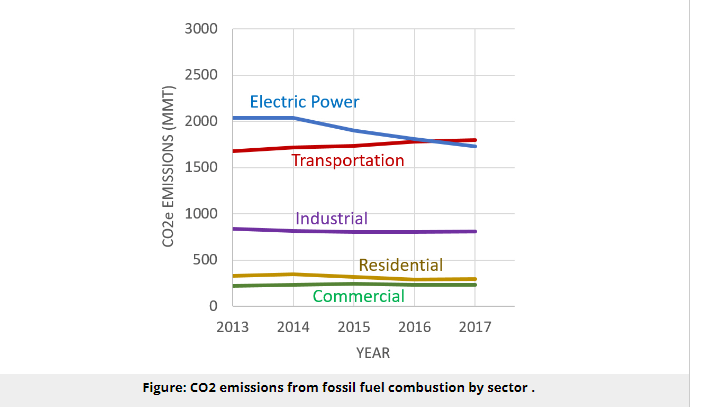 3000
2500
2000
1500
1000
500
0
CO2e EMISSIONS (MMT)
Electric Power
Transportation
Industrial
Residential
Commercial
2013 2014 2015 2016 2017
YEAR
Figure: CO2 emissions from fossil fuel combustion by sector .